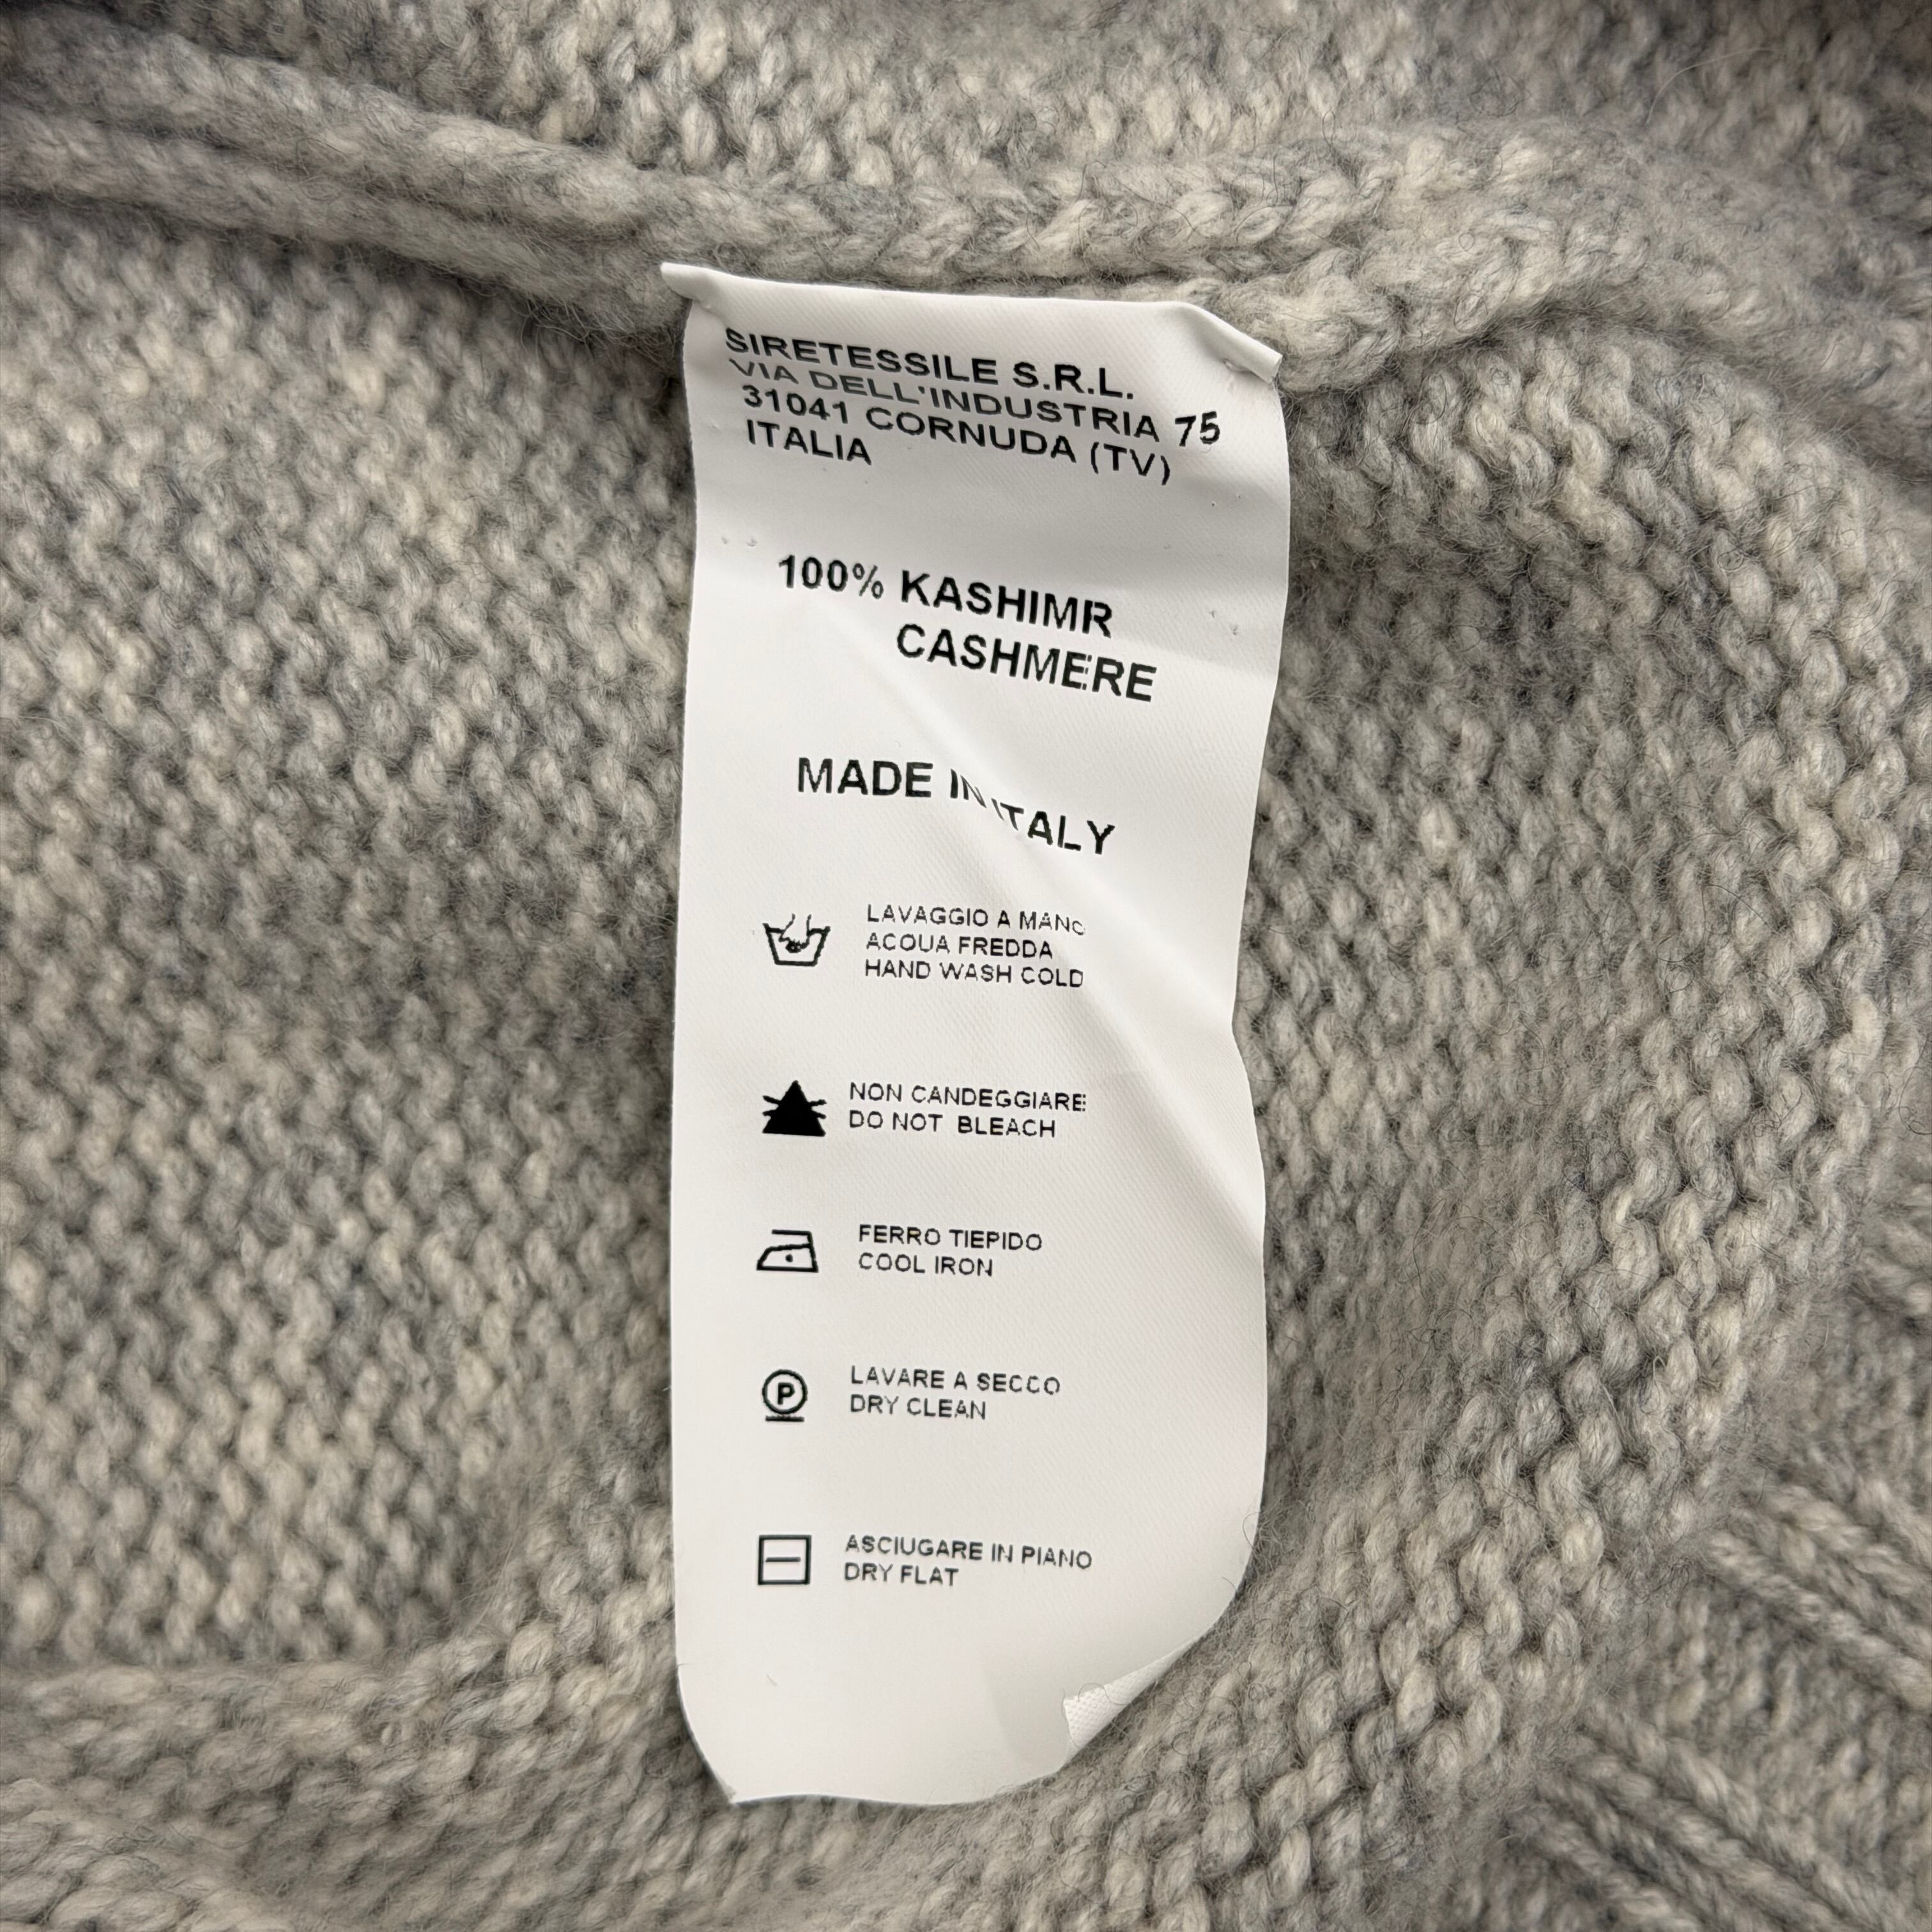 SIRETESSILE S.R.L.
VIA DELL'INDUSTRIA 75
31041 CORNUDA (TV)
ITALIA
100% KASHIMR
CASHMERE
MADE IN ITALY
LAVAGGIO A MANO
ACQUA FREDDA
HAND WASH COLD
NON CANDEGGIARE
DO NOT BLEACH
FERRO TIEPIDO
COOL IRON
P
LAVARE A SECCO
DRY CLEAN
ASCIUGARE IN PIANO
DRY FLAT